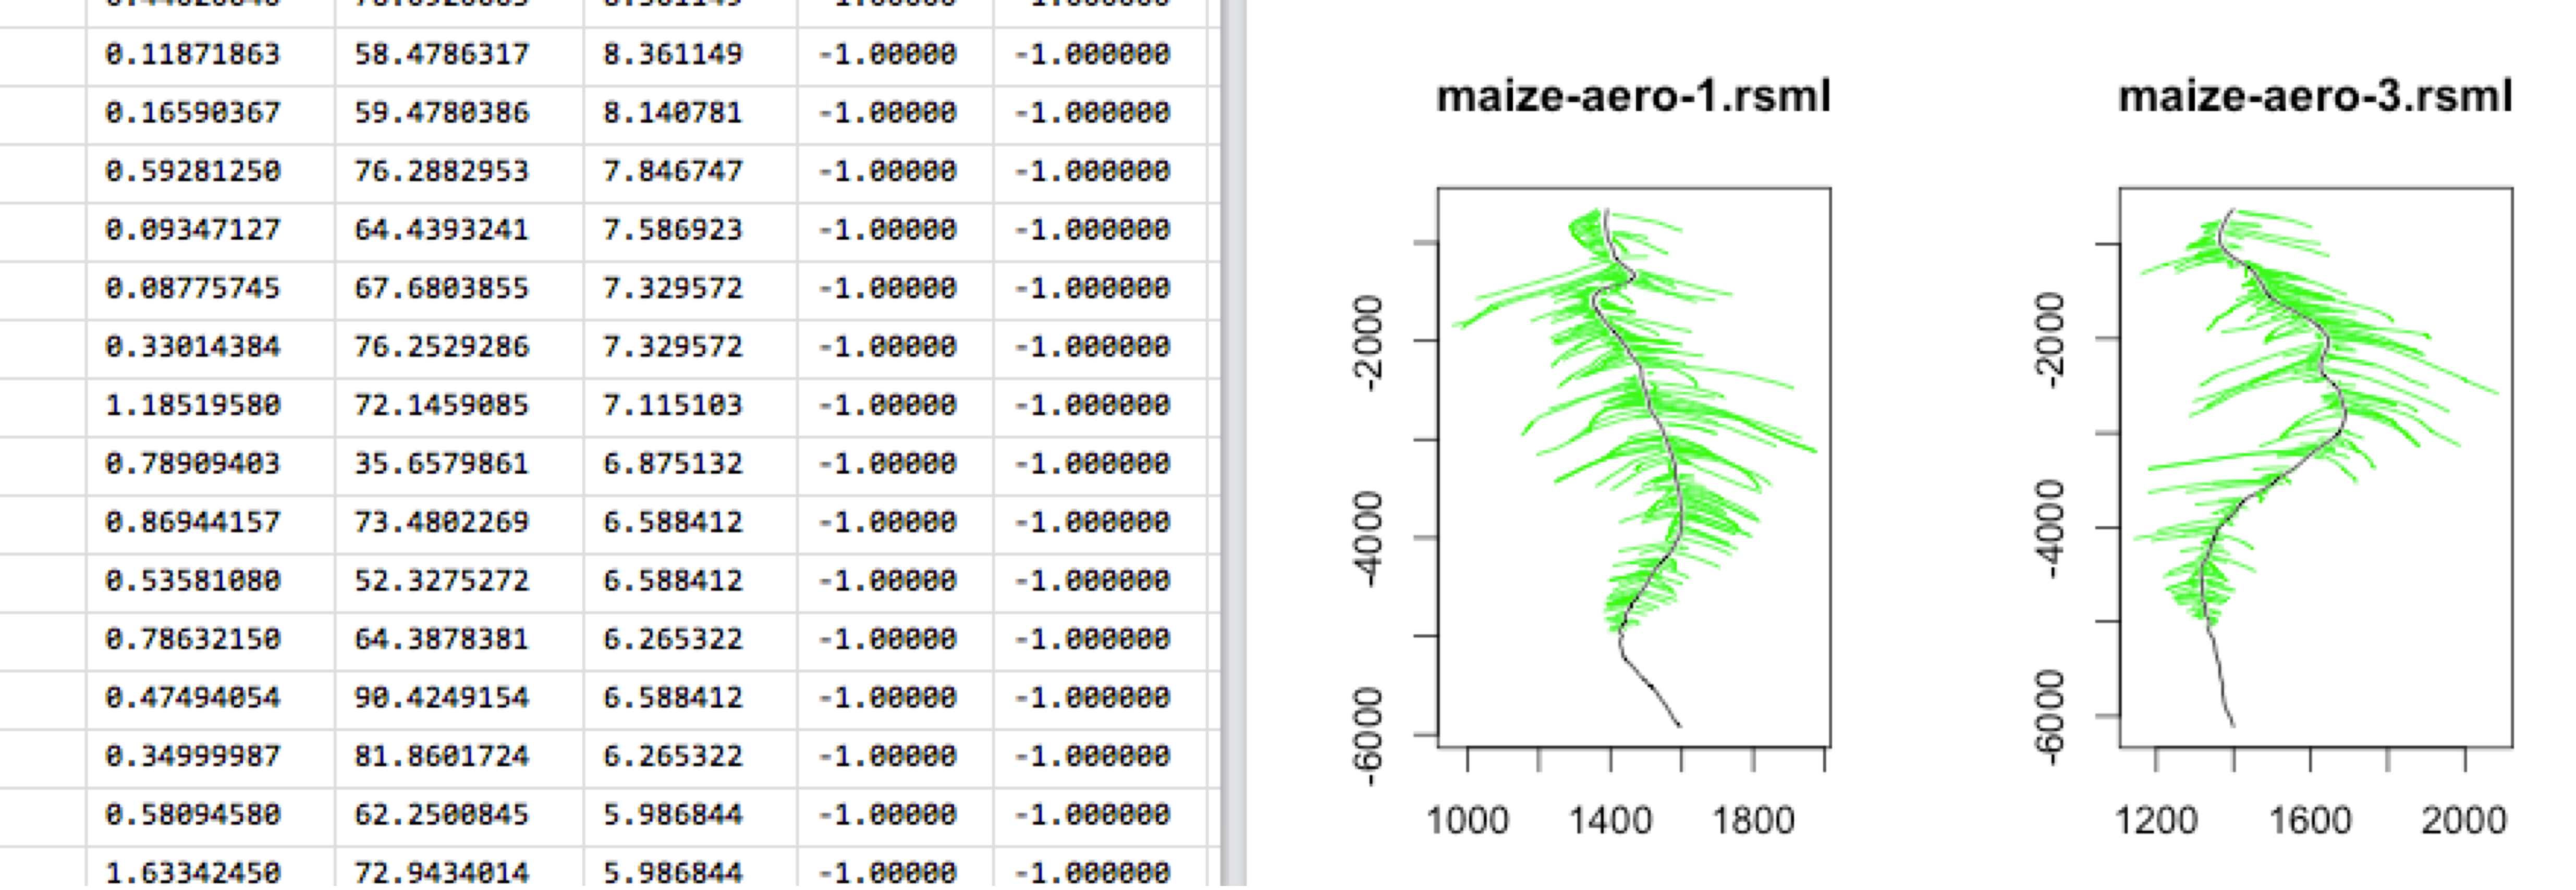 0.11871863 58.4786317 8.361149 -1.00000 -1.000000
0.16590367 59.4780386 8.140781 -1.00000 -1.000000
0.59281250 76.2882953 7.846747 -1.00000 -1.000000
0.09347127 64.4393241 7.586923 -1.00000 -1.000000
0.08775745 67.6803855 7.329572 -1.00000 -1.000000
0.33014384 76.2529286 7.329572 -1.00000 -1.000000
1.18519580 72.1459085 7.115103 -1.00000 -1.000000
0.78909403 35.6579861 6.875132 -1.00000 -1.000000
0.86944157 73.4802269 6.588412 -1.00000 -1.000000
0.53581080 52.3275272 6.588412 -1.00000 -1.000000
0.78632150 64.3878381 6.265322 -1.00000 -1.000000
0.47494054 90.4249154 6.588412 -1.00000 -1.000000
0.34999987 81.8601724 6.265322 -1.00000 -1.000000
0.58094580 62.2500845 5.986844 -1.00000 -1.000000
1.63342450 72.9434014 5.986844 -1.00000 -1.000000
maize-aero-1.rsml
-2000
-4000
-6000
1000 1400 1800
maize-aero-3.rsml
-2000
-4000
-6000
1200 1600 2000